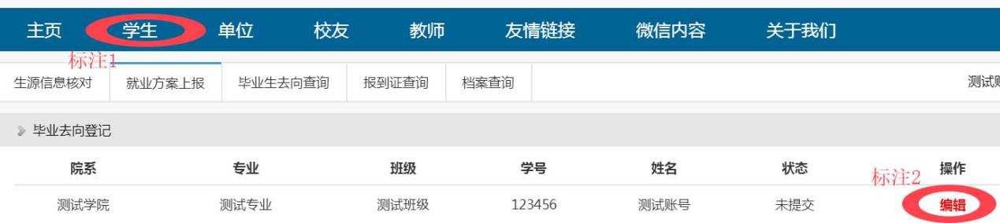 主页 学生 单位 校友 教师 友情链接 微信内容 关于我们
标注1
生源信息核对 就业方案上报 毕业生去向查询 报到证查询 档案查询 测试账
毕业去向登记
院系 专业 班级 学号 姓名 状态 操作
标注2
测试学院 测试专业 测试班级 123456 测试账号 未提交 编辑